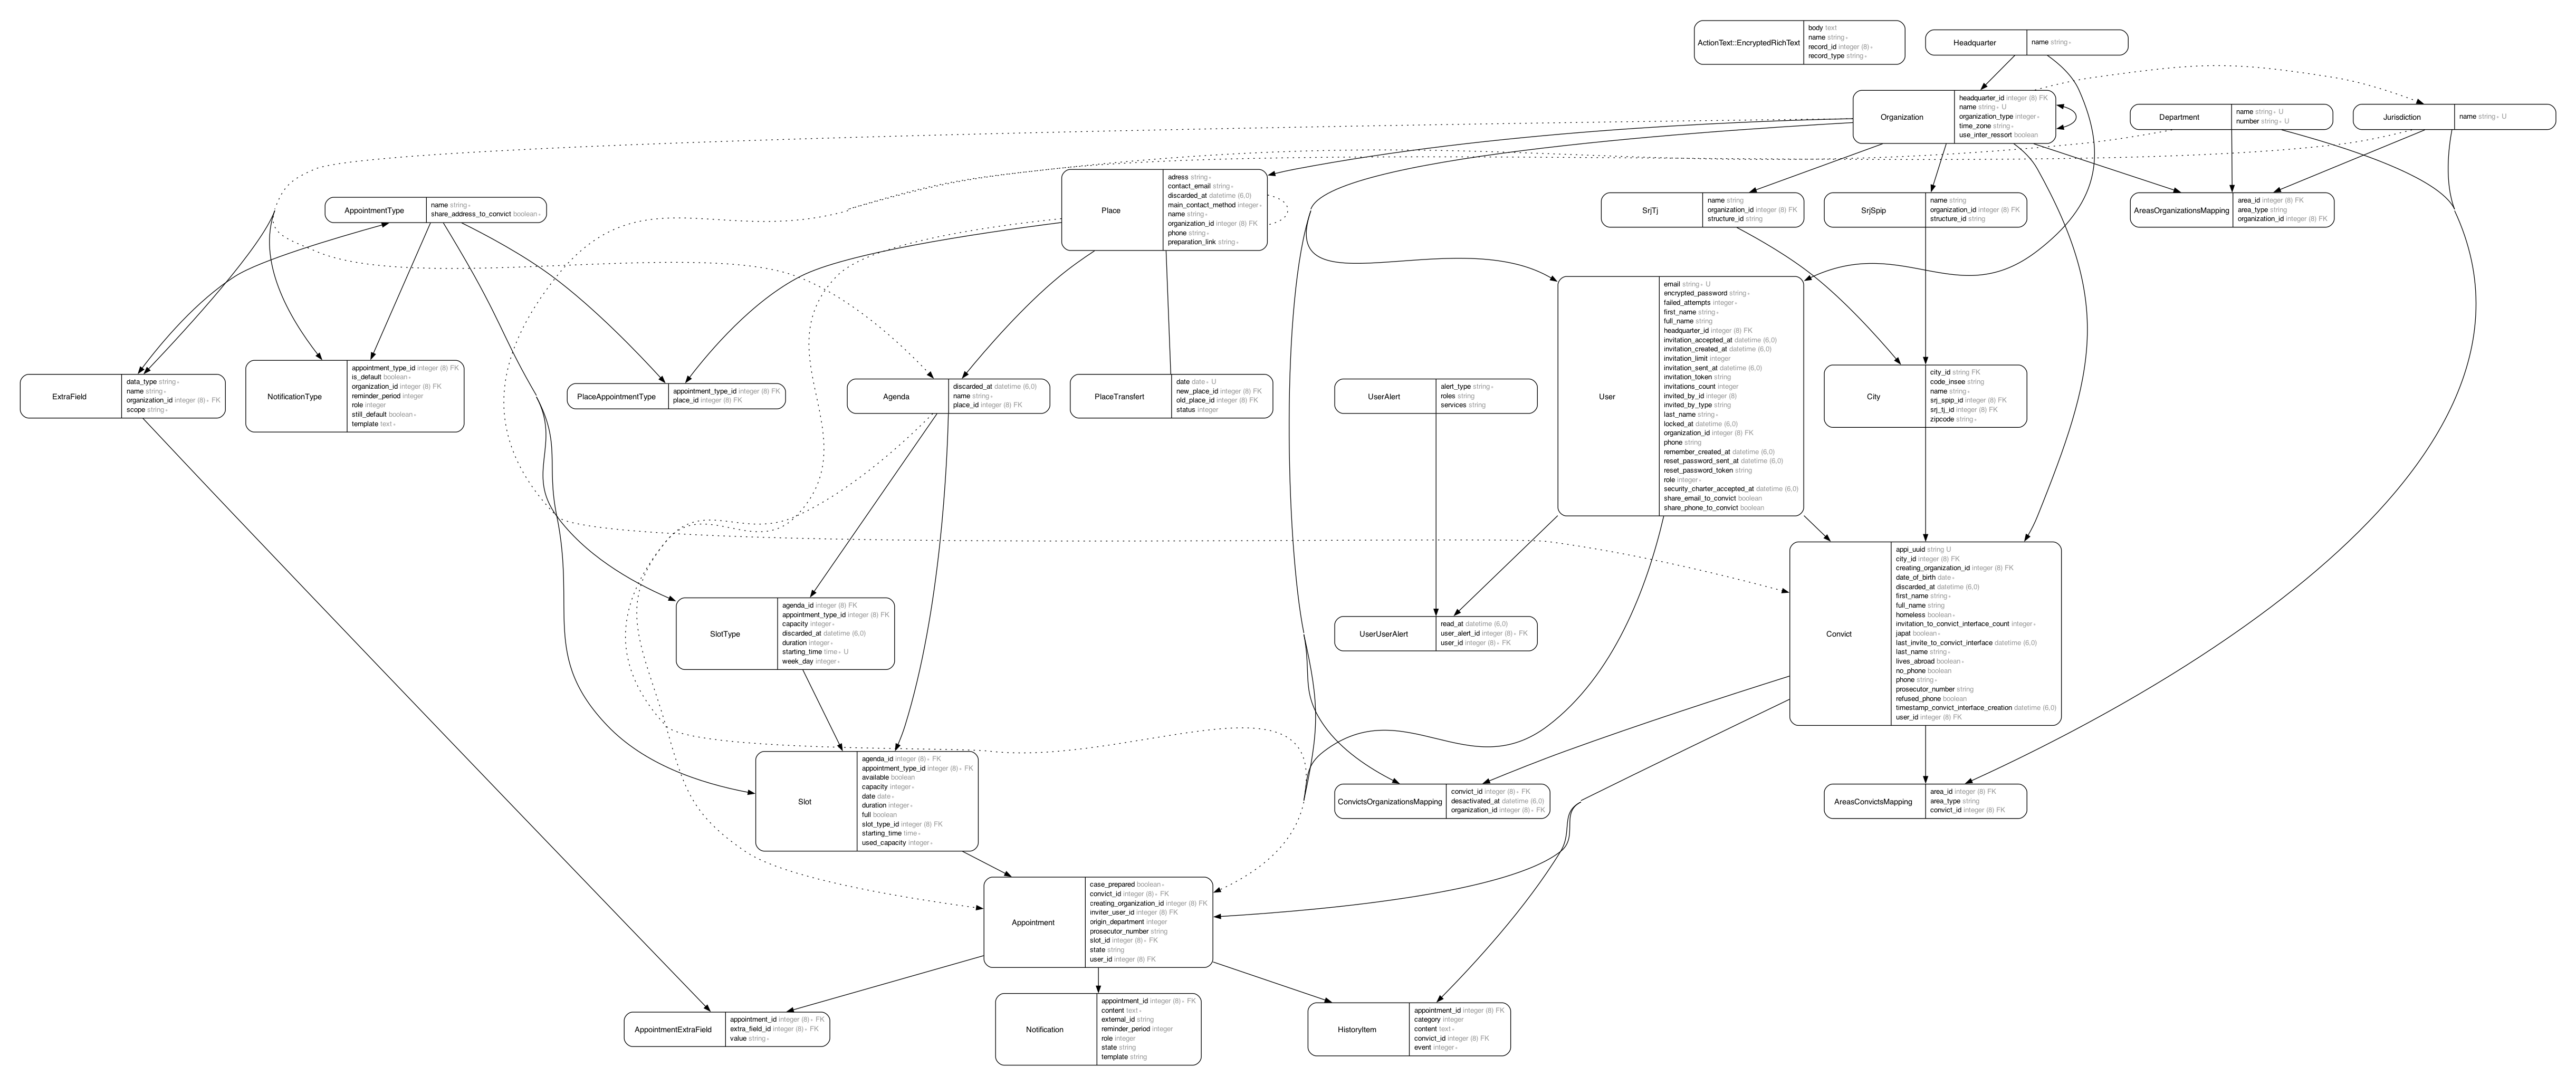 ActionText::EncryptedRichText
body text
name string *
record_id integer (8) *
record_type string *
Headquarter
name string *
Organization
headquarter_id integer (8) FK
name string * U
organization_type integer *
time_zone string *
use_inter_ressort boolean
Department
name string * U
number string * U
Jurisdiction
name string * U
AppointmentType
name string *
share_address_to_convict boolean *
Place
adress string *
contact_email string *
discarded_at datetime (6,0)
main_contact_method integer *
name string *
organization_id integer (8) FK
phone string *
preparation_link string *
SrjTj
name string
organization_id integer (8) FK
structure_id string
SrjSpip
name string
organization_id integer (8) FK
structure_id string
AreasOrganizationsMapping
area_id integer (8) FK
area_type string
organization_id integer (8) FK
ExtraField
data_type string *
name string *
organization_id integer (8) * FK
scope string *
NotificationType
appointment_type_id integer (8) FK
is_default boolean *
organization_id integer (8) FK
reminder_period integer
role integer
still_default boolean *
template text *
PlaceAppointmentType
appointment_type_id integer (8) FK
place_id integer (8) FK
Agenda
discarded_at datetime (6,0)
name string *
place_id integer (8) FK
PlaceTransfert
date date * U
new_place_id integer (8) FK
old_place_id integer (8) FK
status integer
UserAlert
alert_type string *
roles string
services string
User
email string * U
encrypted_password string *
failed_attempts integer *
first_name string *
full_name string
headquarter_id integer (8) FK
invitation_accepted_at datetime (6,0)
invitation_created_at datetime (6,0)
invitation_limit integer
invitation_sent_at datetime (6,0)
invitation_token string
invitations_count integer
invited_by_id integer (8)
invited_by_type string
last_name string *
locked_at datetime (6,0)
organization_id integer (8) FK
phone string
remember_created_at datetime (6,0)
reset_password_sent_at datetime (6,0)
reset_password_token string
role integer *
security_charter_accepted_at datetime (6,0)
share_email_to_convict boolean
share_phone_to_convict boolean
City
city_id string FK
code_insee string
name string *
srj_spip_id integer (8) FK
srj_tj_id integer (8) FK
zipcode string *
SlotType
agenda_id integer (8) FK
appointment_type_id integer (8) FK
capacity integer *
discarded_at datetime (6,0)
duration integer *
starting_time time * U
week_day integer *
UserUserAlert
read_at datetime (6,0)
user_alert_id integer (8) * FK
user_id integer (8) * FK
Convict
appi_uuid string U
city_id integer (8) FK
creating_organization_id integer (8) FK
date_of_birth date *
discarded_at datetime (6,0)
first_name string *
full_name string
homeless boolean *
invitation_to_convict_interface_count integer *
japat boolean *
last_invite_to_convict_interface datetime (6,0)
last_name string *
lives_abroad boolean *
no_phone boolean
phone string *
prosecutor_number string
refused_phone boolean
timestamp_convict_interface_creation datetime (6,0)
user_id integer (8) FK
Slot
agenda_id integer (8) * FK
appointment_type_id integer (8) * FK
available boolean
capacity integer *
date date *
duration integer *
full boolean
slot_type_id integer (8) FK
starting_time time *
used_capacity integer *
ConvictsOrganizationsMapping
convict_id integer (8) * FK
desactivated_at datetime (6,0)
organization_id integer (8) * FK
AreasConvictsMapping
area_id integer (8) FK
area_type string
convict_id integer (8) FK
Appointment
case_prepared boolean *
convict_id integer (8) * FK
creating_organization_id integer (8) FK
inviter_user_id integer (8) FK
origin_department integer
prosecutor_number string
slot_id integer (8) * FK
state string
user_id integer (8) FK
AppointmentExtraField
appointment_id integer (8) * FK
extra_field_id integer (8) * FK
value string *
Notification
appointment_id integer (8) * FK
content text *
external_id string
reminder_period integer
role integer
state string
template string
HistoryItem
appointment_id integer (8) FK
category integer
content text *
convict_id integer (8) FK
event integer *